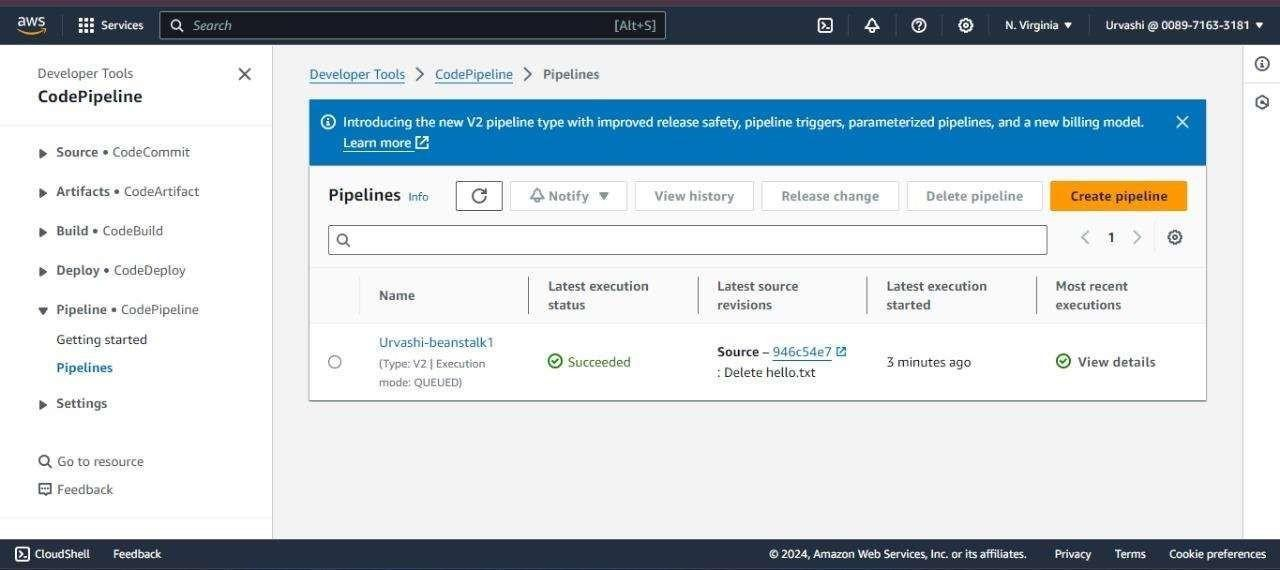 aws
Services
Search [Alt+S]
N. Virginia
Urvashi @ 0089-7163-3181
Developer Tools
CodePipeline
Source • CodeCommit
Artifacts • CodeArtifact
Build • CodeBuild
Deploy • CodeDeploy
Pipeline • CodePipeline
Getting started
Pipelines
Settings
Go to resource
Feedback
Developer Tools CodePipeline Pipelines
Introducing the new V2 pipeline type with improved release safety, pipeline triggers, parameterized pipelines, and a new billing model.
Learn more
Pipelines Info
Notify
View history
Release change
Delete pipeline
Create pipeline
1
Name
Latest execution
status
Latest source
revisions
Latest execution
started
Most recent
executions
Urvashi-beanstalk1
(Type: V2 | Execution
mode: QUEUED)
Succeeded
Source – 946c54e7
: Delete hello.txt
3 minutes ago
View details
CloudShell
Feedback
© 2024, Amazon Web Services, Inc. or its affiliates.
Privacy
Terms
Cookie preferences